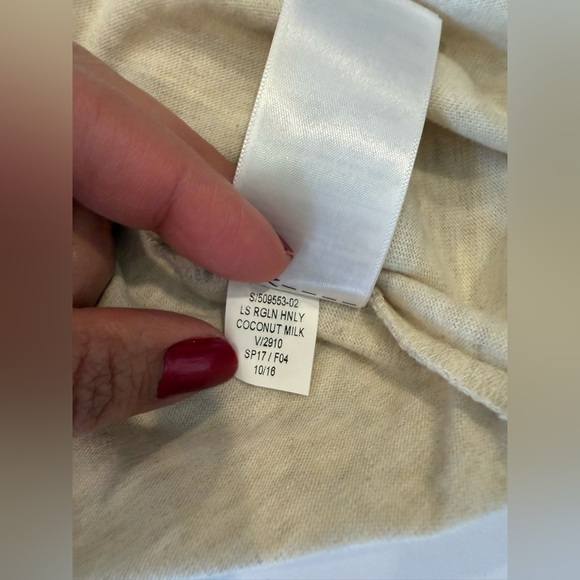 S/509553-02
LS RGLN HNLY
COCONUT MILK
V/2910
SP17 / F04
10/16